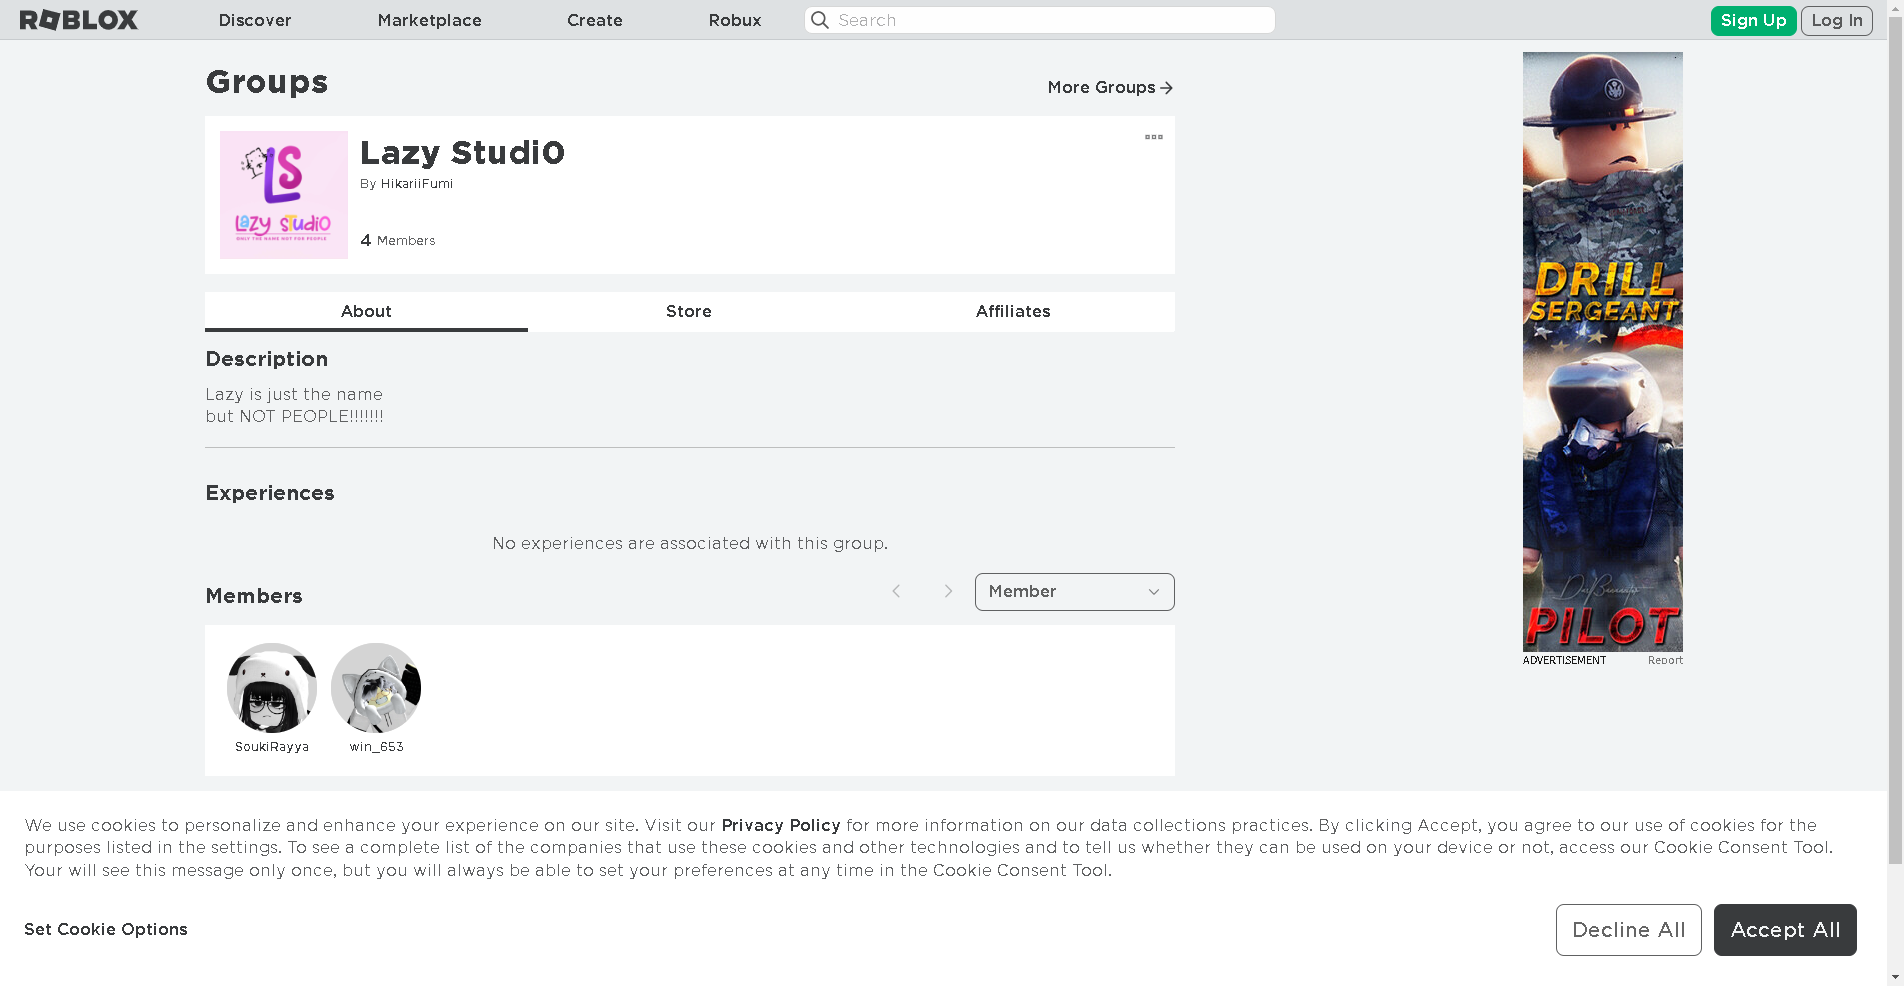 ROBLOX
Discover
Marketplace
Create
Robux
Search
Sign Up
Log In
Groups
More Groups
LS
Lazy Studio
ONLY THE NAME NOT FOR PEOPLE
Lazy Studi0
By HikariiFumi
4 Members
About
Store
Affiliates
Description
Lazy is just the name
but NOT PEOPLE!!!!!!!
Experiences
No experiences are associated with this group.
Members
Member
SoukiRayya
win_653
DRILL
SERGEANT
PILOT
ADVERTISEMENT
Report
We use cookies to personalize and enhance your experience on our site. Visit our Privacy Policy for more information on our data collections practices. By clicking Accept, you agree to our use of cookies for the
purposes listed in the settings. To see a complete list of the companies that use these cookies and other technologies and to tell us whether they can be used on your device or not, access our Cookie Consent Tool.
Your will see this message only once, but you will always be able to set your preferences at any time in the Cookie Consent Tool.
Set Cookie Options
Decline All
Accept All